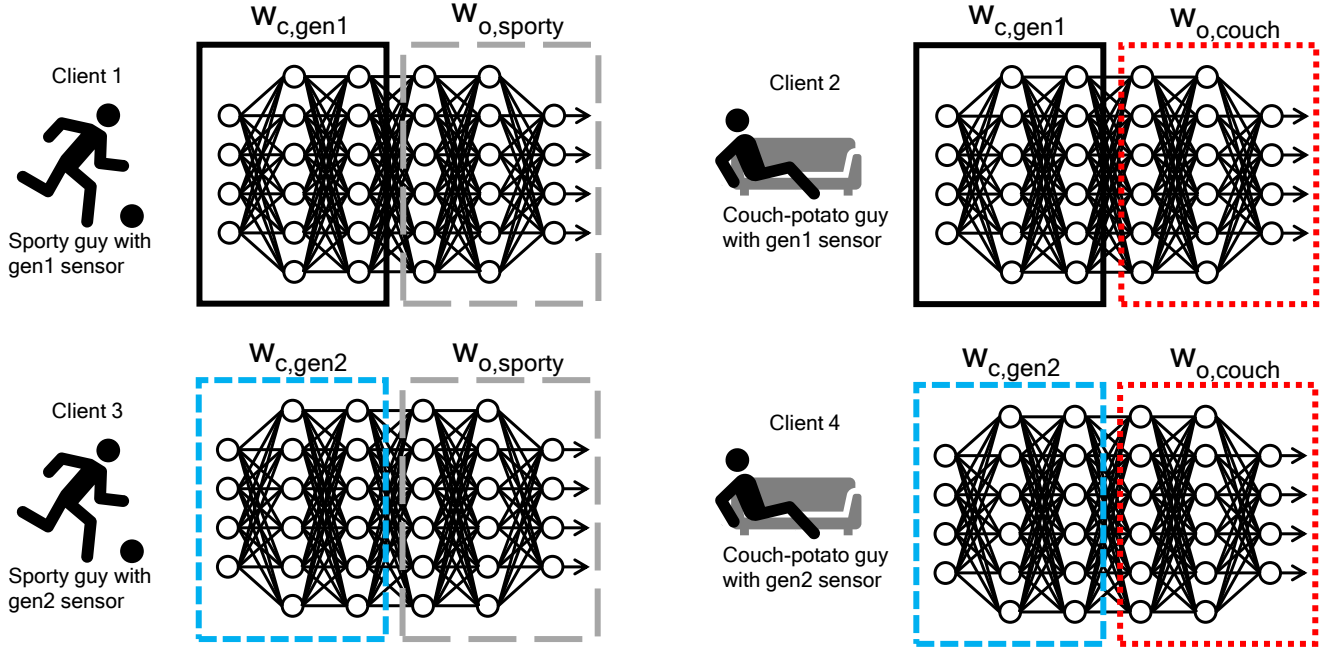 w_c,gen1
w_o,sporty
Client 1
Sporty guy with
gen1 sensor
w_c,gen1
w_o,couch
Client 2
Couch-potato guy
with gen1 sensor
w_c,gen2
w_o,sporty
Client 3
Sporty guy with
gen2 sensor
w_c,gen2
w_o,couch
Client 4
Couch-potato guy
with gen2 sensor